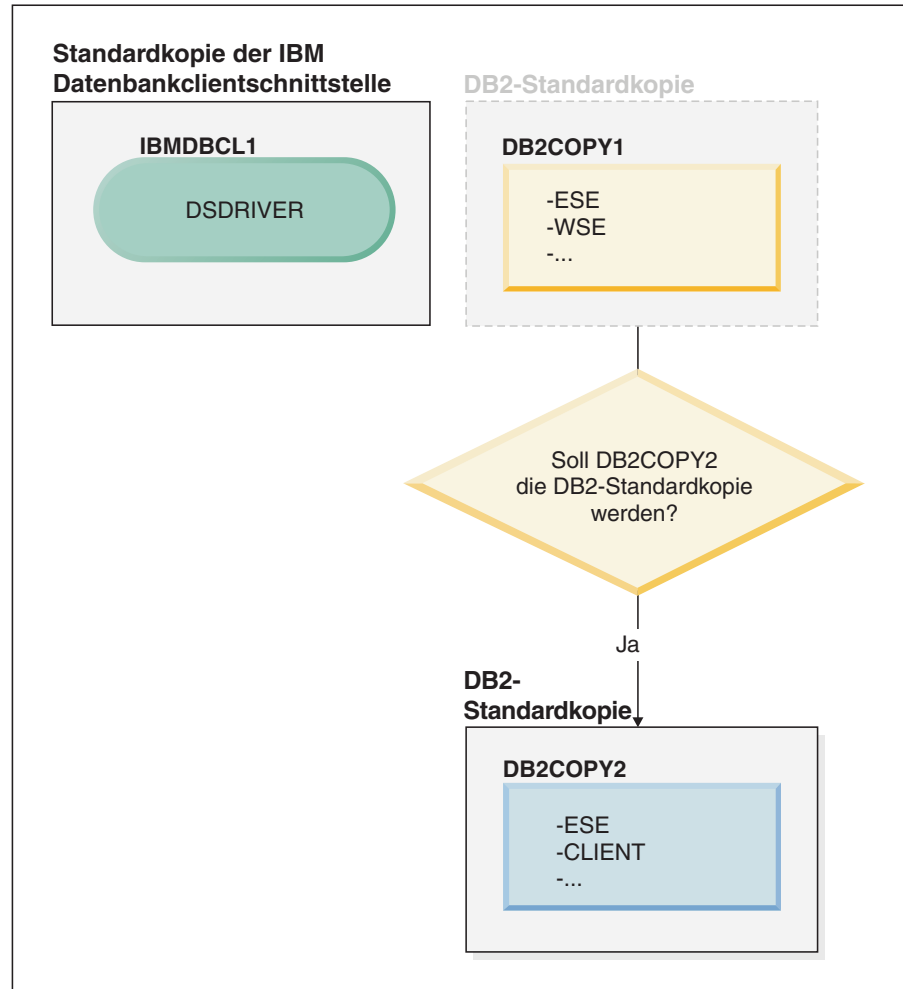 Standardkopie der IBM
Datenbankclientschnittstelle
IBMDBCL1
DSDRIVER
DB2-Standardkopie
DB2COPY1
-ESE
-WSE
-...
Soll DB2COPY2
die DB2-Standardkopie
werden?
Ja
DB2-
Standardkopie
DB2COPY2
-ESE
-CLIENT
-...